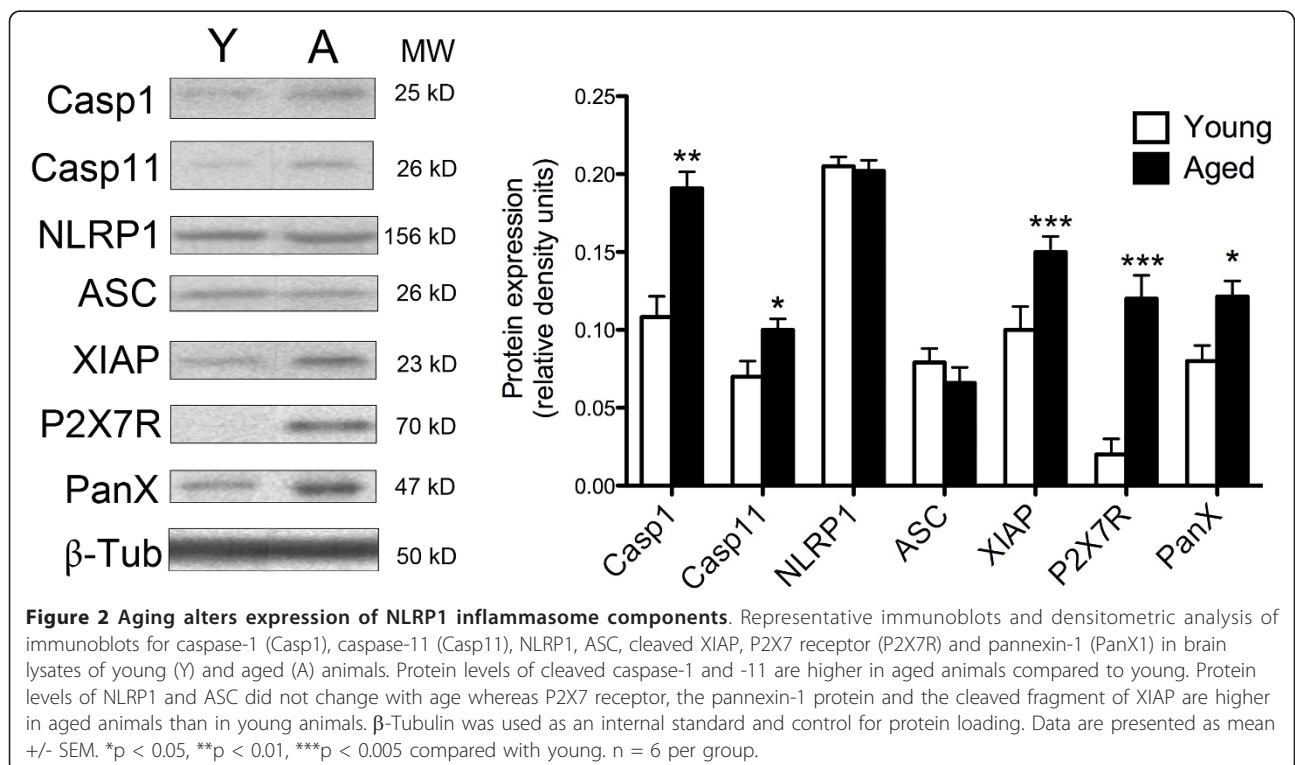 Y A MW
Casp1 25 kD
Casp11 26 kD
NLRP1 156 kD
ASC 26 kD
XIAP 23 kD
P2X7R 70 kD
PanX 47 kD
β-Tub 50 kD
Protein expression
(relative density units)
0.25
0.20
0.15
0.10
0.05
0.00
Young
Aged
**
*
***
***
*
Casp1
Casp11
NLRP1
ASC
XIAP
P2X7R
PanX
Figure 2 Aging alters expression of NLRP1 inflammasome components. Representative immunoblots and densitometric analysis of
immunoblots for caspase-1 (Casp1), caspase-11 (Casp11), NLRP1, ASC, cleaved XIAP, P2X7 receptor (P2X7R) and pannexin-1 (PanX1) in brain
lysates of young (Y) and aged (A) animals. Protein levels of cleaved caspase-1 and -11 are higher in aged animals compared to young. Protein
levels of NLRP1 and ASC did not change with age whereas P2X7 receptor, the pannexin-1 protein and the cleaved fragment of XIAP are higher
in aged animals than in young animals. β-Tubulin was used as an internal standard and control for protein loading. Data are presented as mean
+/- SEM. *p < 0.05, **p < 0.01, ***p < 0.005 compared with young. n = 6 per group.